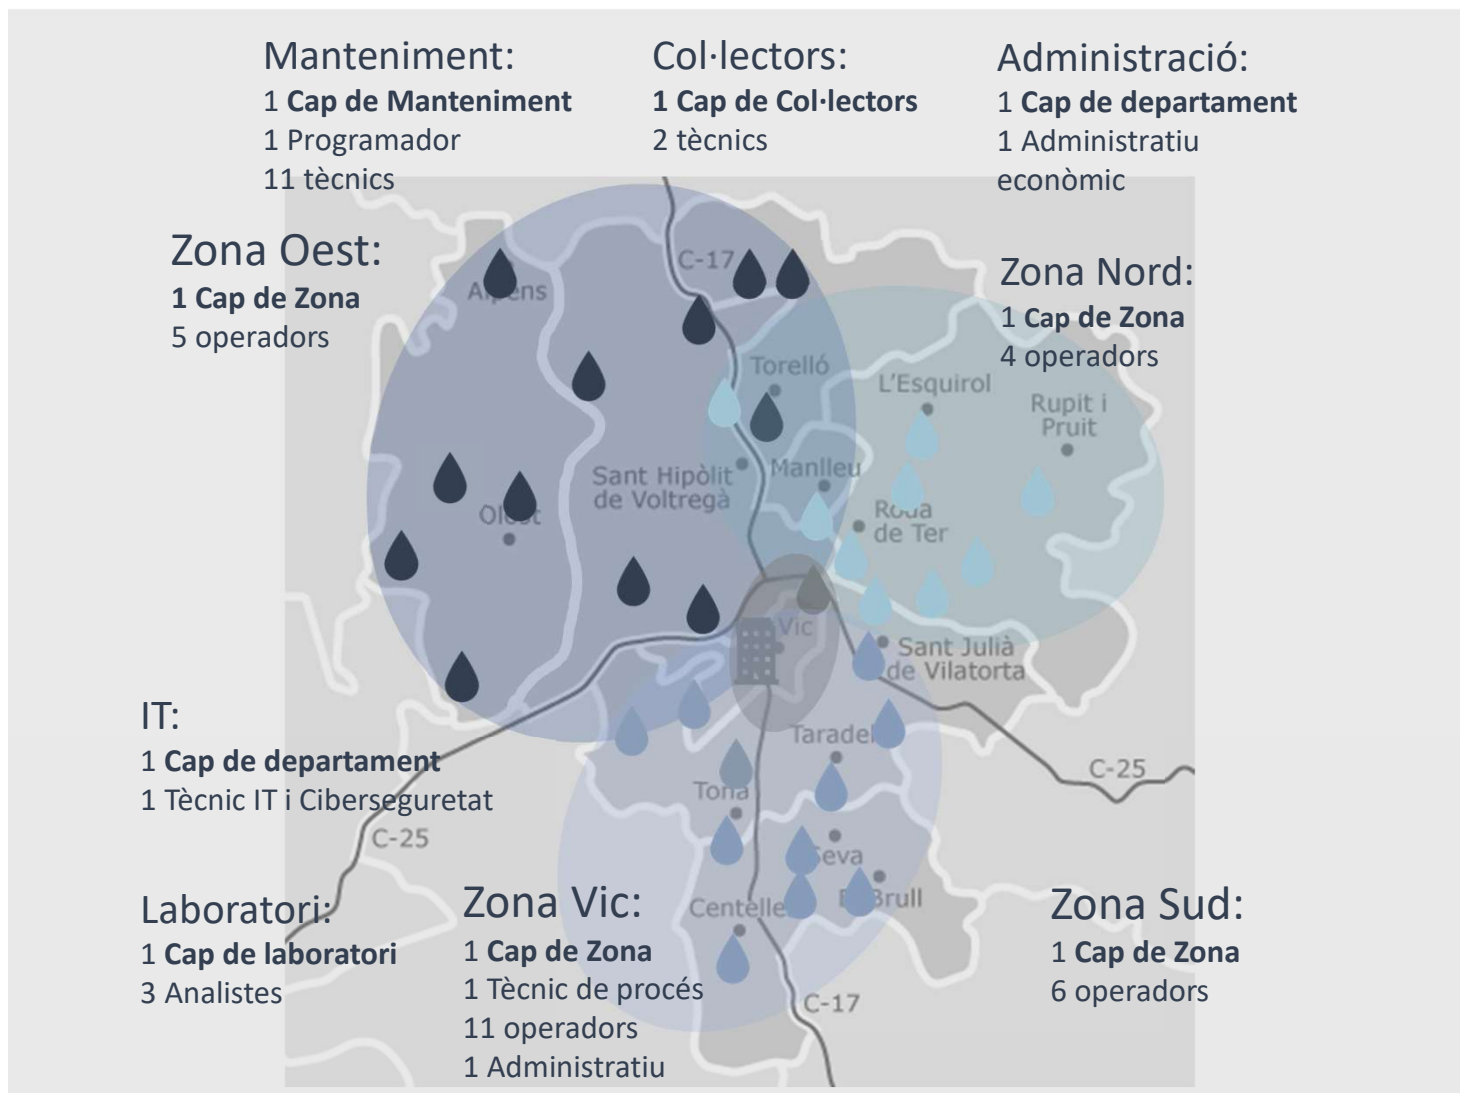 Manteniment:
1 Cap de Manteniment
1 Programador
11 tècnics
Col·lectors:
1 Cap de Col·lectors
2 tècnics
Administració:
1 Cap de departament
1 Administratiu
econòmic
Zona Oest:
1 Cap de Zona
5 operadors
Zona Nord:
1 Cap de Zona
4 operadors
C-17
Alpens
Torelló
L'Esquirol
Rupit i
Pruit
Sant Hipòlit
de Voltregà
Manlleu
Olost
Roda
de Ter
Vic
Sant Julià
de Vilatorta
IT:
1 Cap de departament
1 Tècnic IT i Ciberseguretat
Taradel
C-25
Tona
C-25
Seva
El Brull
Centelle
Laboratori:
1 Cap de laboratori
3 Analistes
Zona Vic:
1 Cap de Zona
1 Tècnic de procés
11 operadors
1 Administratiu
C-17
Zona Sud:
1 Cap de Zona
6 operadors